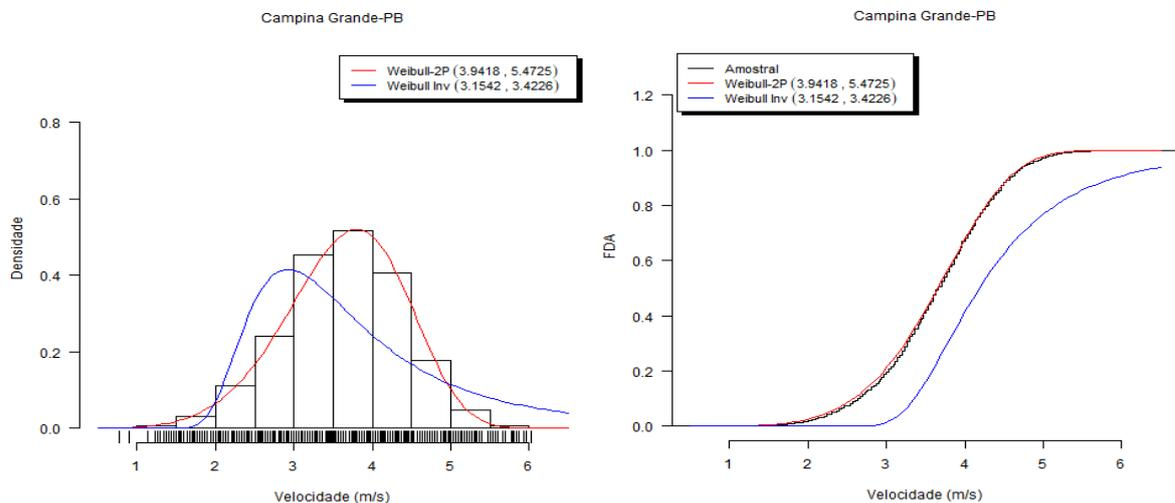 Campina Grande-PB
Weibull-2P (3.9418 , 5.4725)
Weibull Inv (3.1542 , 3.4226)
Densidade
0.8
0.6
0.4
0.2
0.0
1 2 3 4 5 6
Velocidade (m/s)
Campina Grande-PB
Amostral
Weibull-2P (3.9418 , 5.4725)
Weibull Inv (3.1542 , 3.4226)
FDA
1.2
1.0
0.8
0.6
0.4
0.2
0.0
1 2 3 4 5 6
Velocidade (m/s)